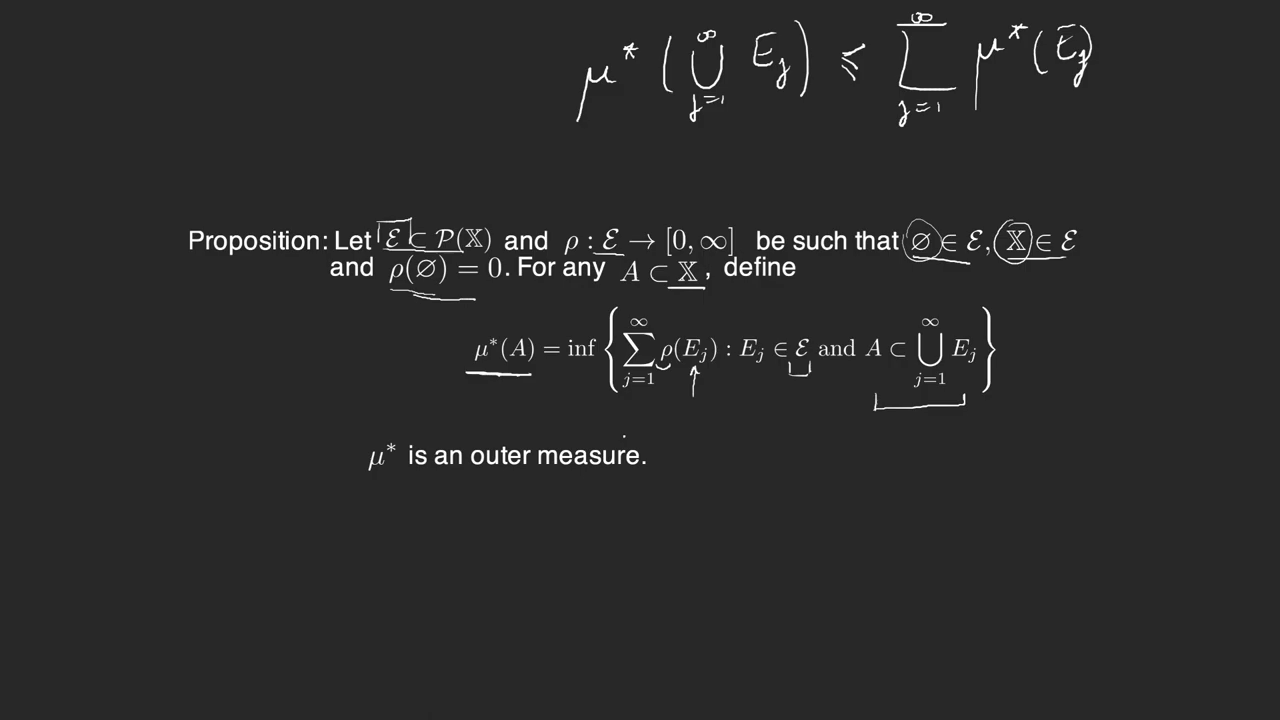 μ* ( ∞ ⋃ j=1 E_j ) ⩽ ∞ ∑ j=1 μ*(E_j)
Proposition: Let ℰ ⊂ 𝒫(𝕏) and ρ : ℰ → [0, ∞] be such that ∅ ∈ ℰ, 𝕏 ∈ ℰ
and ρ(∅) = 0. For any A ⊂ 𝕏 , define
μ*(A) = inf { ∞ ∑ j=1 ρ(E_j) : E_j ∈ ℰ and A ⊂ ∞ ⋃ j=1 E_j }
μ* is an outer measure.